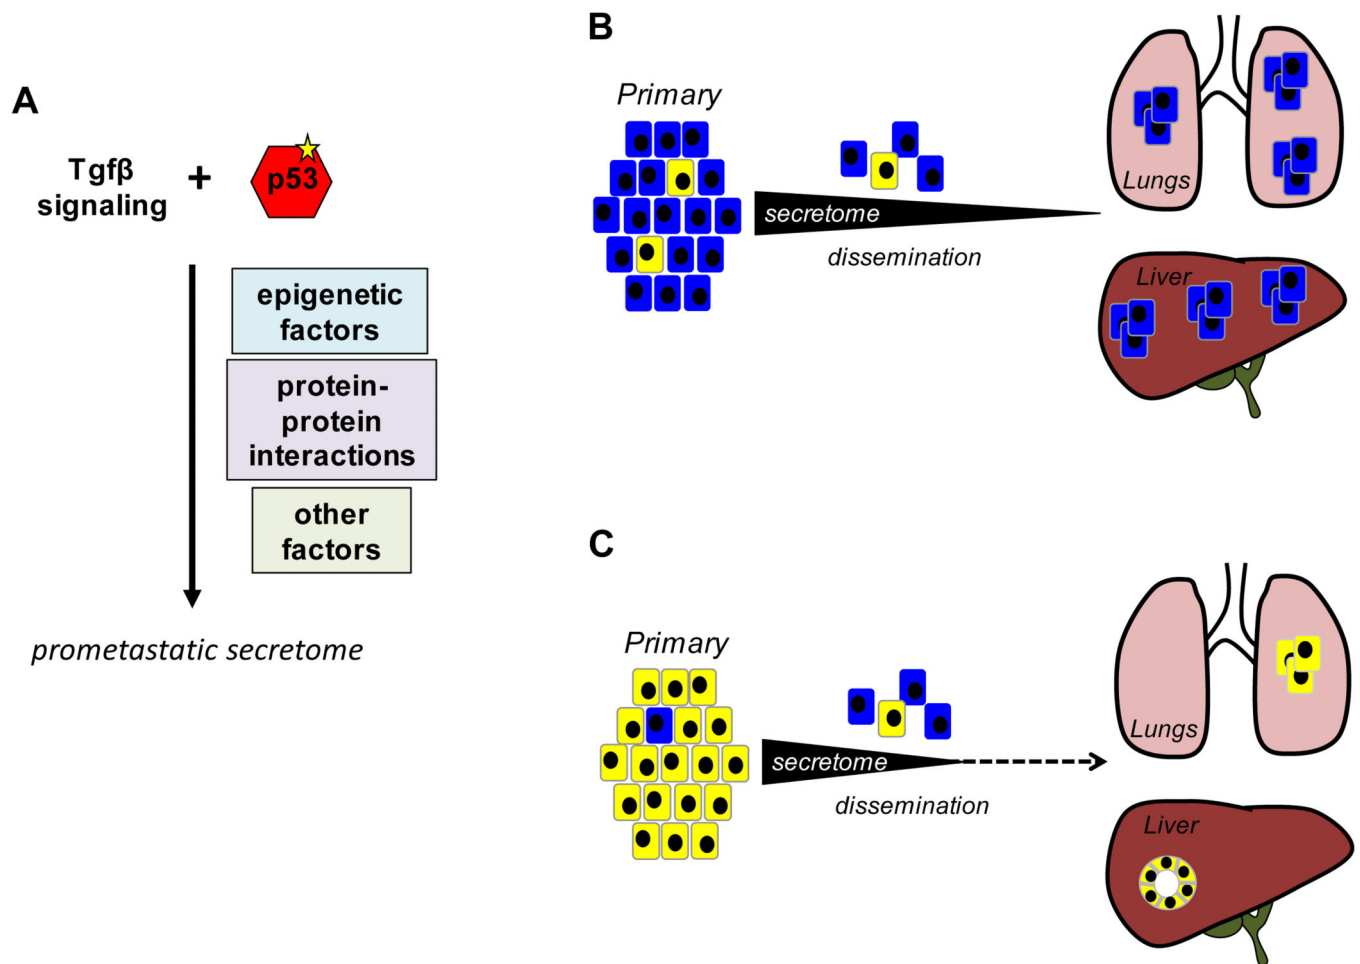 A
Tgfβ
signaling
+
p53
epigenetic
factors
protein-
protein
interactions
other
factors
prometastatic secretome
B
Primary
secretome
dissemination
Lungs
Liver
C
Primary
secretome
dissemination
Lungs
Liver